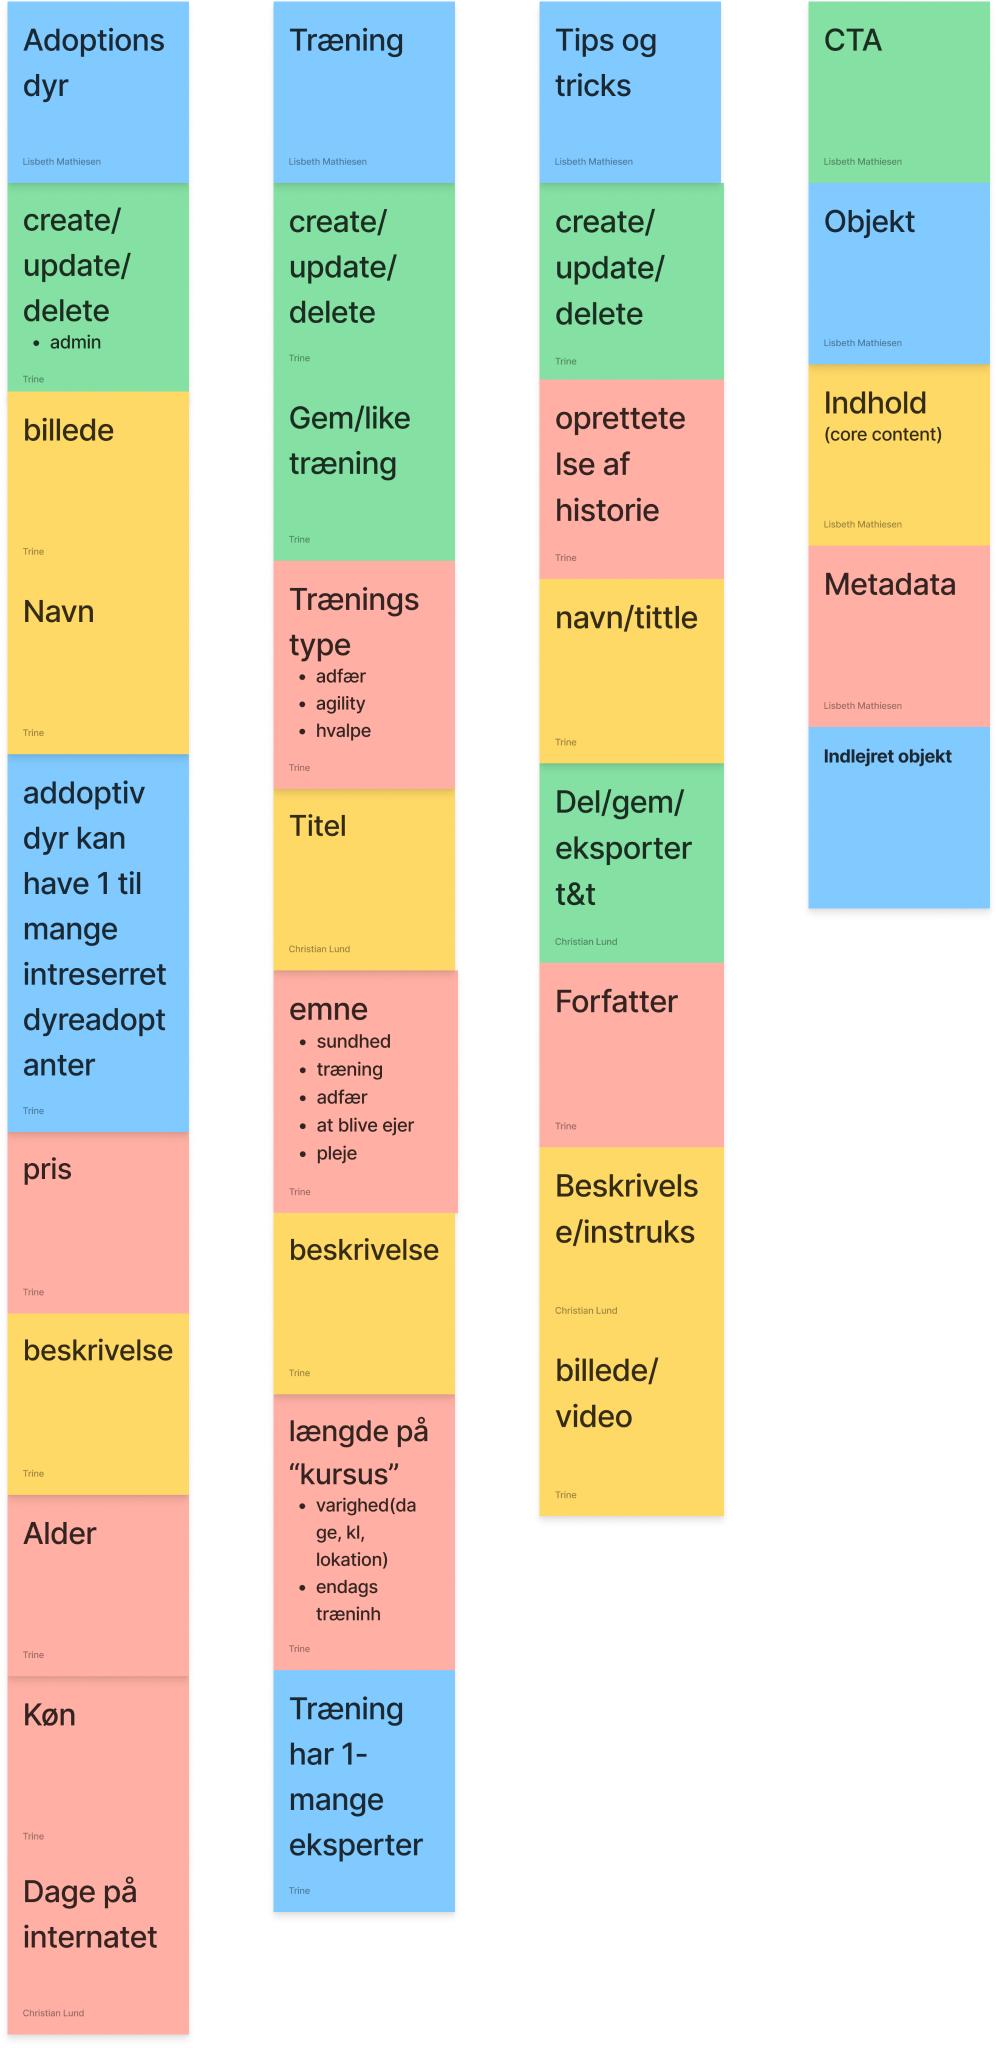 Adoptions
dyr
Lisbeth Mathiesen
create/
update/
delete
• admin
Trine
billede
Trine
Navn
Trine
addoptiv
dyr kan
have 1 til
mange
intreserret
dyreadopt
anter
Trine
pris
Trine
beskrivelse
Trine
Alder
Trine
Køn
Trine
Dage på
internatet
Christian Lund
Træning
Lisbeth Mathiesen
create/
update/
delete
Trine
Gem/like
træning
Trine
Trænings
type
• adfær
• agility
• hvalpe
Trine
Titel
Christian Lund
emne
• sundhed
• træning
• adfær
• at blive ejer
• pleje
Trine
beskrivelse
Trine
længde på
“kursus”
• varighed(da
ge, kl,
lokation)
• endags
træninh
Trine
Træning
har 1-
mange
eksperter
Trine
Tips og
tricks
Lisbeth Mathiesen
create/
update/
delete
Trine
oprettete
lse af
historie
Trine
navn/tittle
Trine
Del/gem/
eksporter
t&t
Christian Lund
Forfatter
Trine
Beskrivels
e/instruks
Christian Lund
billede/
video
Trine
CTA
Lisbeth Mathiesen
Objekt
Lisbeth Mathiesen
Indhold
(core content)
Lisbeth Mathiesen
Metadata
Lisbeth Mathiesen
Indlejret objekt